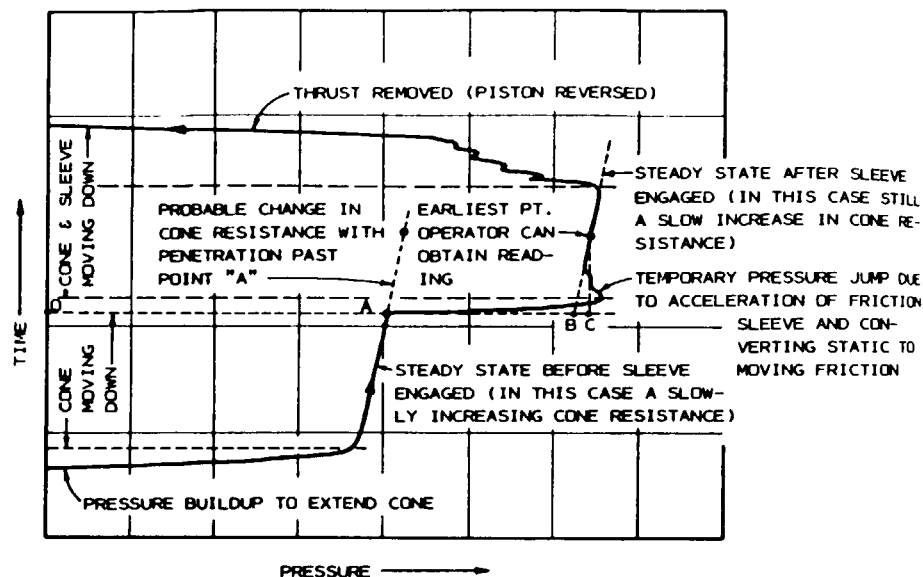 THRUST REMOVED (PISTON REVERSED)
CONE & SLEEVE
MOVING DOWN
PROBABLE CHANGE IN
CONE RESISTANCE WITH
PENETRATION PAST
POINT "A"
EARLIEST PT.
OPERATOR CAN
OBTAIN READ-
ING
STEADY STATE AFTER SLEEVE
ENGAGED (IN THIS CASE STILL
A SLOW INCREASE IN CONE RE-
SISTANCE)
TEMPORARY PRESSURE JUMP DUE
TO ACCELERATION OF FRICTION
SLEEVE AND CON-
VERTING STATIC TO
MOVING FRICTION
D
A
B C
TIME
CONE
MOVING
DOWN
STEADY STATE BEFORE SLEEVE
ENGAGED (IN THIS CASE A SLOW-
LY INCREASING CONE RESISTANCE)
PRESSURE BUILDUP TO EXTEND CONE
PRESSURE